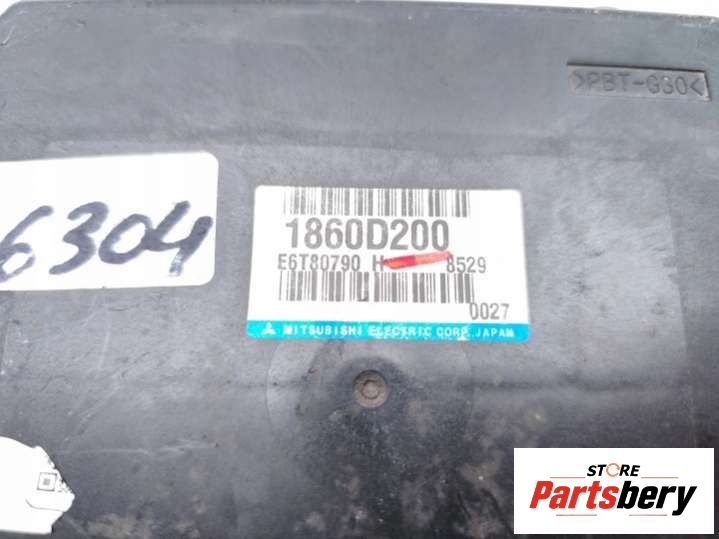 >PBT-G30<
6304
1860D200
E6T80790 H 8529
0027
MITSUBISHI ELECTRIC CORP. JAPAN
STORE
Partsbery